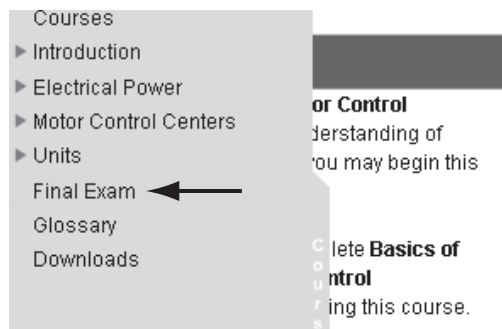 Courses
Introduction
Electrical Power
Motor Control Centers
Units
Final Exam
Glossary
Downloads
or Control
derstanding of
you may begin this
lete Basics of
ntrol
ing this course.
C
o
u
r
s